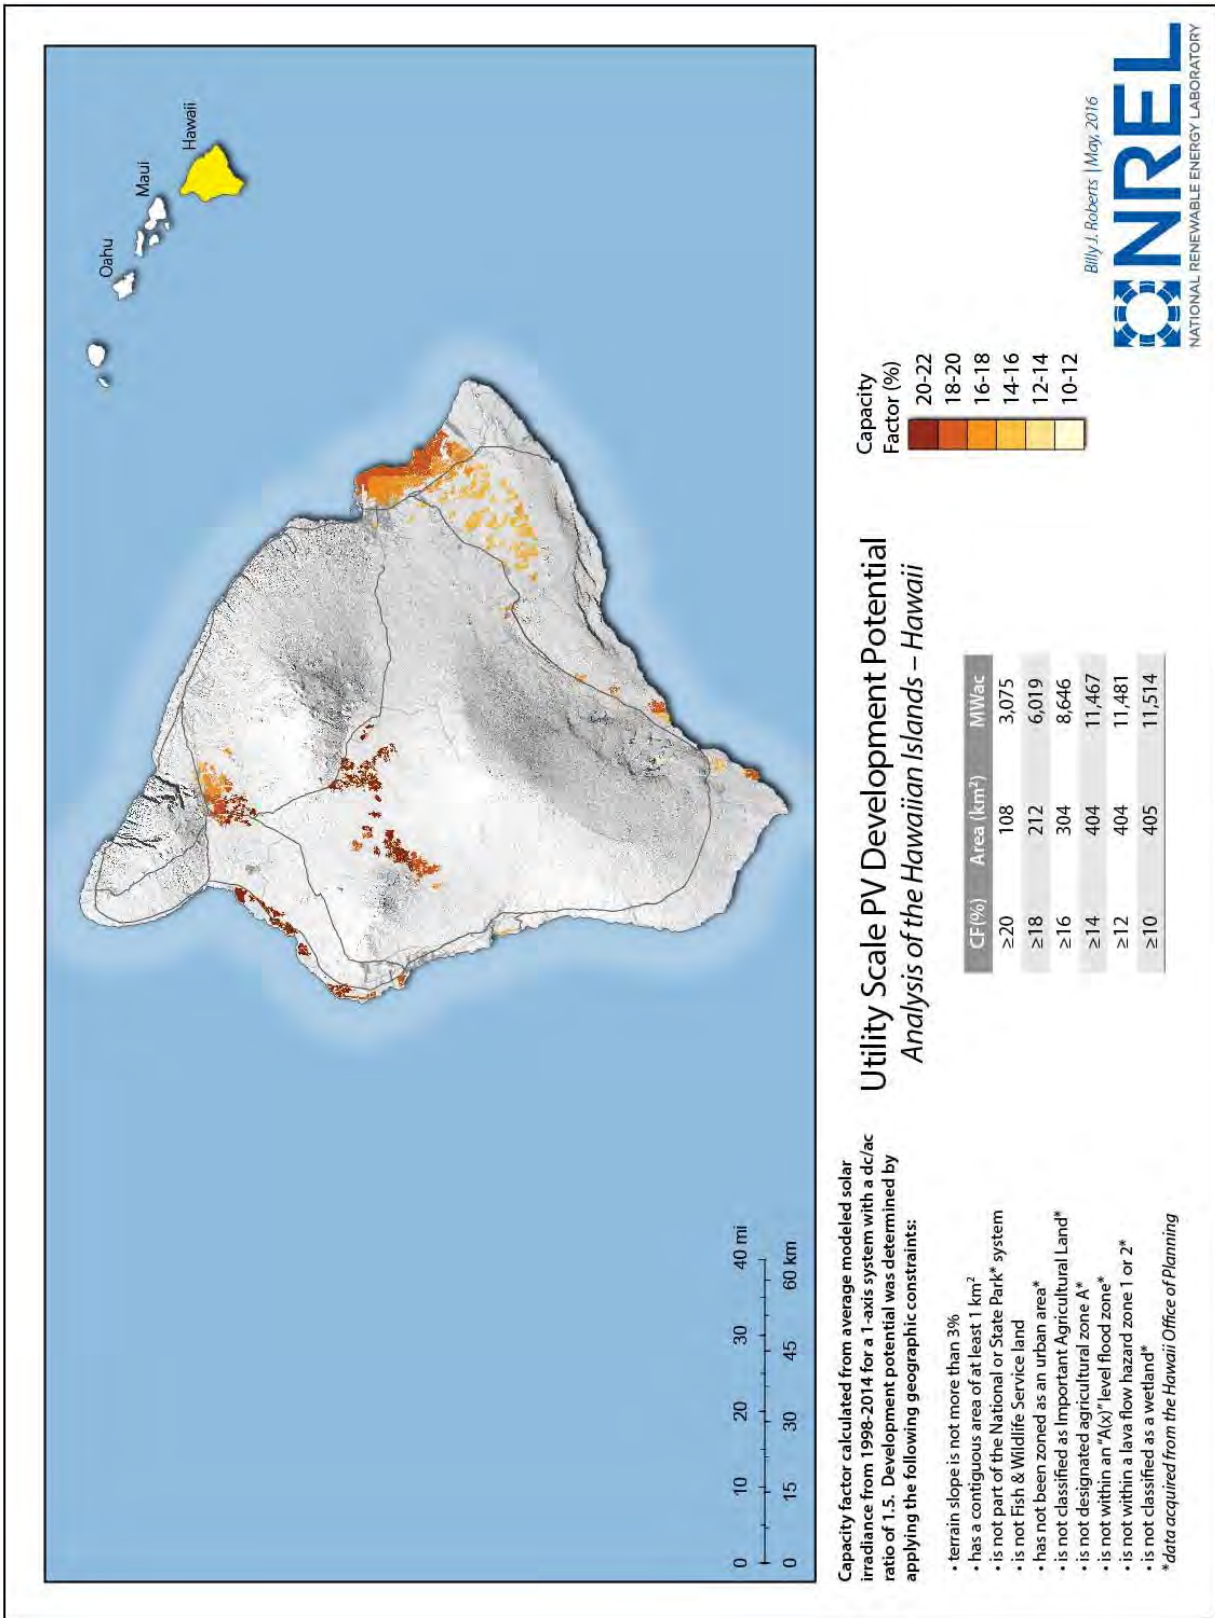 Oahu
Maui
Hawaii
0 10 20 30 40 mi
0 15 30 45 60 km
Capacity factor calculated from average modeled solar
irradiance from 1998-2014 for a 1-axis system with a dc/ac
ratio of 1.5. Development potential was determined by
applying the following geographic constraints:
• terrain slope is not more than 3%
• has a contiguous area of at least 1 km²
• is not part of the National or State Park* system
• is not Fish & Wildlife Service land
• has not been zoned as an urban area*
• is not classified as Important Agricultural Land*
• is not designated agricultural zone A*
• is not within an "A(x)" level flood zone*
• is not within a lava flow hazard zone 1 or 2*
• is not classified as a wetland*
*data acquired from the Hawaii Office of Planning
Utility Scale PV Development Potential
Analysis of the Hawaiian Islands – Hawaii
CF(%) Area (km²) MWac
≥20 108 3,075
≥18 212 6,019
≥16 304 8,646
≥14 404 11,467
≥12 404 11,481
≥10 405 11,514
Capacity
Factor (%)
20-22
18-20
16-18
14-16
12-14
10-12
Billy J. Roberts | May, 2016
NREL
NATIONAL RENEWABLE ENERGY LABORATORY